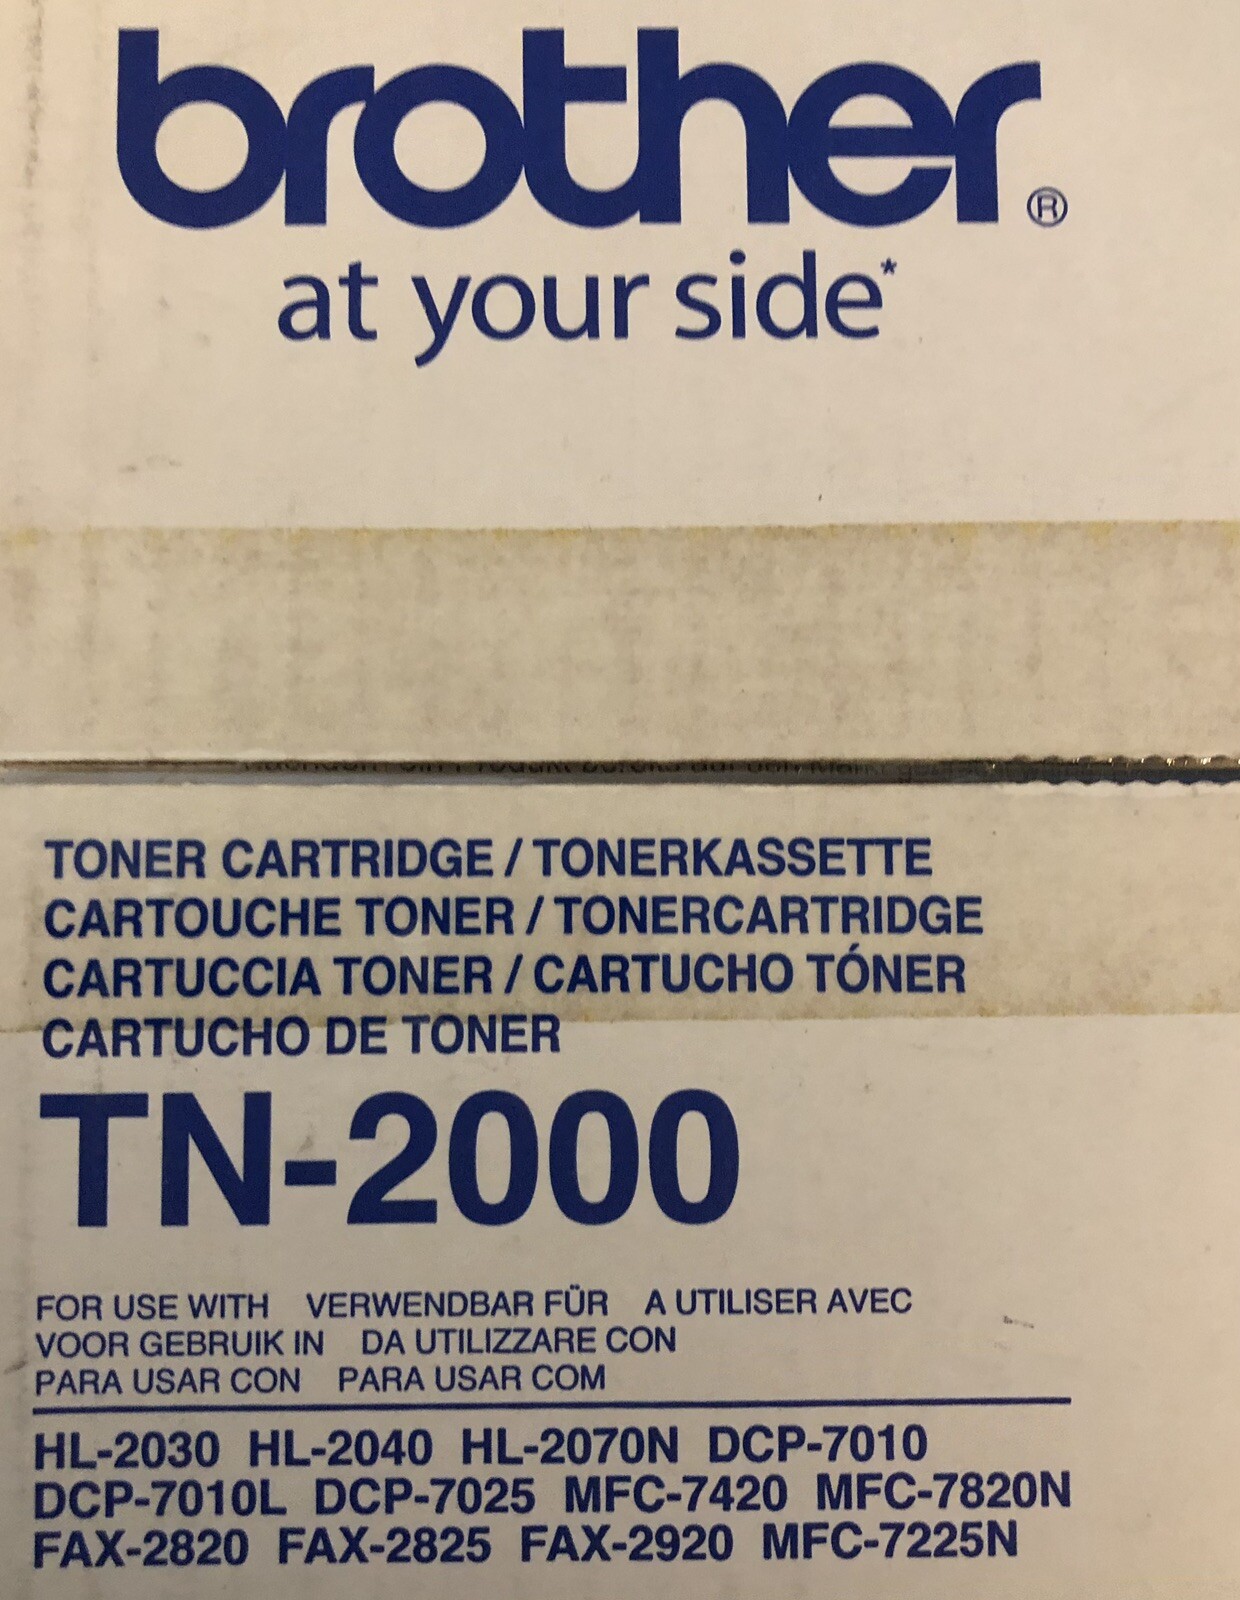 brother®
at your side*
TONER CARTRIDGE / TONERKASSETTE
CARTOUCHE TONER / TONERCARTRIDGE
CARTUCCIA TONER / CARTUCHO TÓNER
CARTUCHO DE TONER
TN-2000
FOR USE WITH VERWENDBAR FÜR A UTILISER AVEC
VOOR GEBRUIK IN DA UTILIZZARE CON
PARA USAR CON PARA USAR COM
HL-2030 HL-2040 HL-2070N DCP-7010
DCP-7010L DCP-7025 MFC-7420 MFC-7820N
FAX-2820 FAX-2825 FAX-2920 MFC-7225N